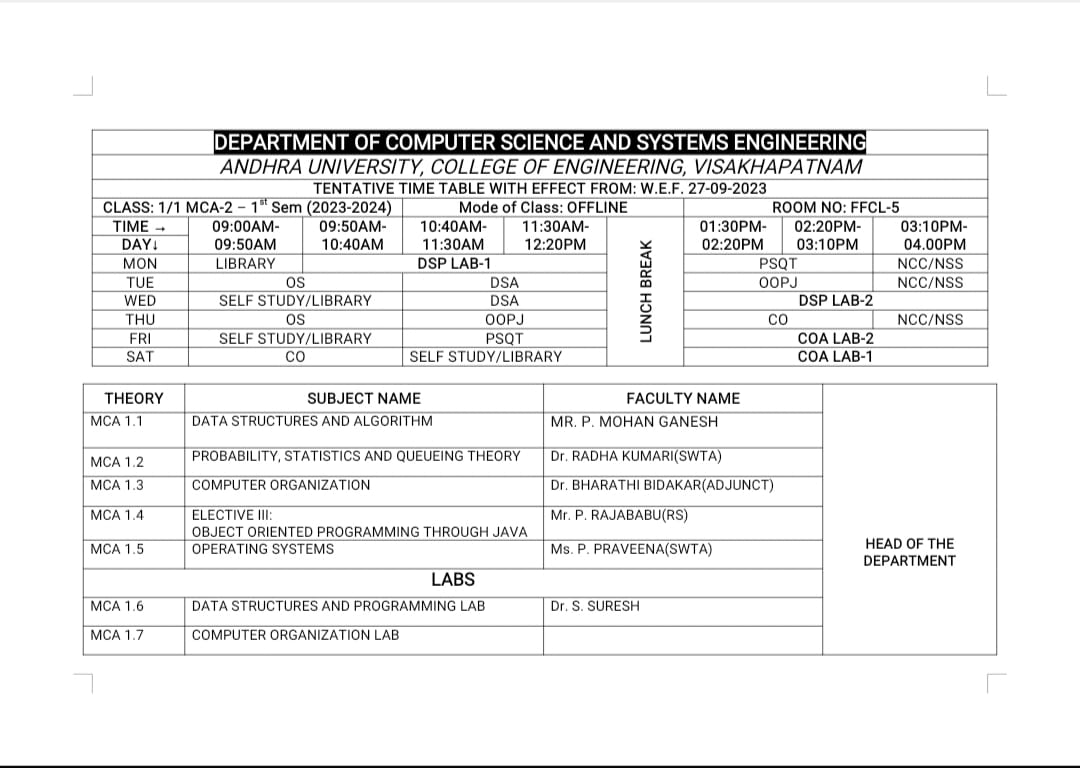 DEPARTMENT OF COMPUTER SCIENCE AND SYSTEMS ENGINEERING
ANDHRA UNIVERSITY, COLLEGE OF ENGINEERING, VISAKHAPATNAM
TENTATIVE TIME TABLE WITH EFFECT FROM: W.E.F. 27-09-2023
CLASS: 1/1 MCA-2 – 1st Sem (2023-2024) Mode of Class: OFFLINE ROOM NO: FFCL-5
TIME → 09:00AM- 09:50AM- 10:40AM- 11:30AM- LUNCH BREAK 01:30PM- 02:20PM- 03:10PM-
DAY↓ 09:50AM 10:40AM 11:30AM 12:20PM 02:20PM 03:10PM 04.00PM
MON LIBRARY DSP LAB-1 PSQT NCC/NSS
TUE OS DSA OOPJ NCC/NSS
WED SELF STUDY/LIBRARY DSA DSP LAB-2
THU OS OOPJ CO NCC/NSS
FRI SELF STUDY/LIBRARY PSQT COA LAB-2
SAT CO SELF STUDY/LIBRARY COA LAB-1
THEORY SUBJECT NAME FACULTY NAME
MCA 1.1 DATA STRUCTURES AND ALGORITHM MR. P. MOHAN GANESH
MCA 1.2 PROBABILITY, STATISTICS AND QUEUEING THEORY Dr. RADHA KUMARI(SWTA)
MCA 1.3 COMPUTER ORGANIZATION Dr. BHARATHI BIDAKAR(ADJUNCT)
MCA 1.4 ELECTIVE III: Mr. P. RAJABABU(RS)
OBJECT ORIENTED PROGRAMMING THROUGH JAVA
MCA 1.5 OPERATING SYSTEMS Ms. P. PRAVEENA(SWTA)
HEAD OF THE
DEPARTMENT
LABS
MCA 1.6 DATA STRUCTURES AND PROGRAMMING LAB Dr. S. SURESH
MCA 1.7 COMPUTER ORGANIZATION LAB